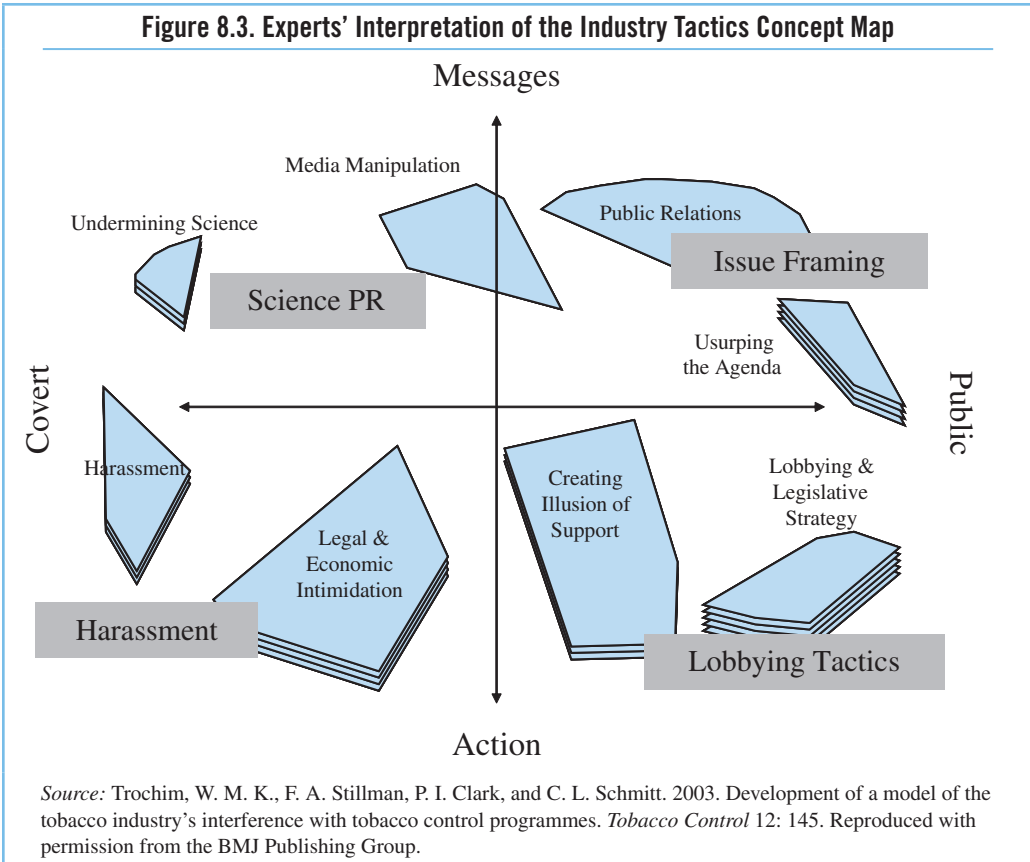 Figure 8.3. Experts’ Interpretation of the Industry Tactics Concept Map
Messages
Media Manipulation
Public Relations
Undermining Science
Issue Framing
Science PR
Usurping
the Agenda
Covert
Public
Harassment
Creating
Illusion of
Support
Lobbying &
Legislative
Strategy
Legal &
Economic
Intimidation
Harassment
Lobbying Tactics
Action
Source: Trochim, W. M. K., F. A. Stillman, P. I. Clark, and C. L. Schmitt. 2003. Development of a model of the
tobacco industry’s interference with tobacco control programmes. Tobacco Control 12: 145. Reproduced with
permission from the BMJ Publishing Group.